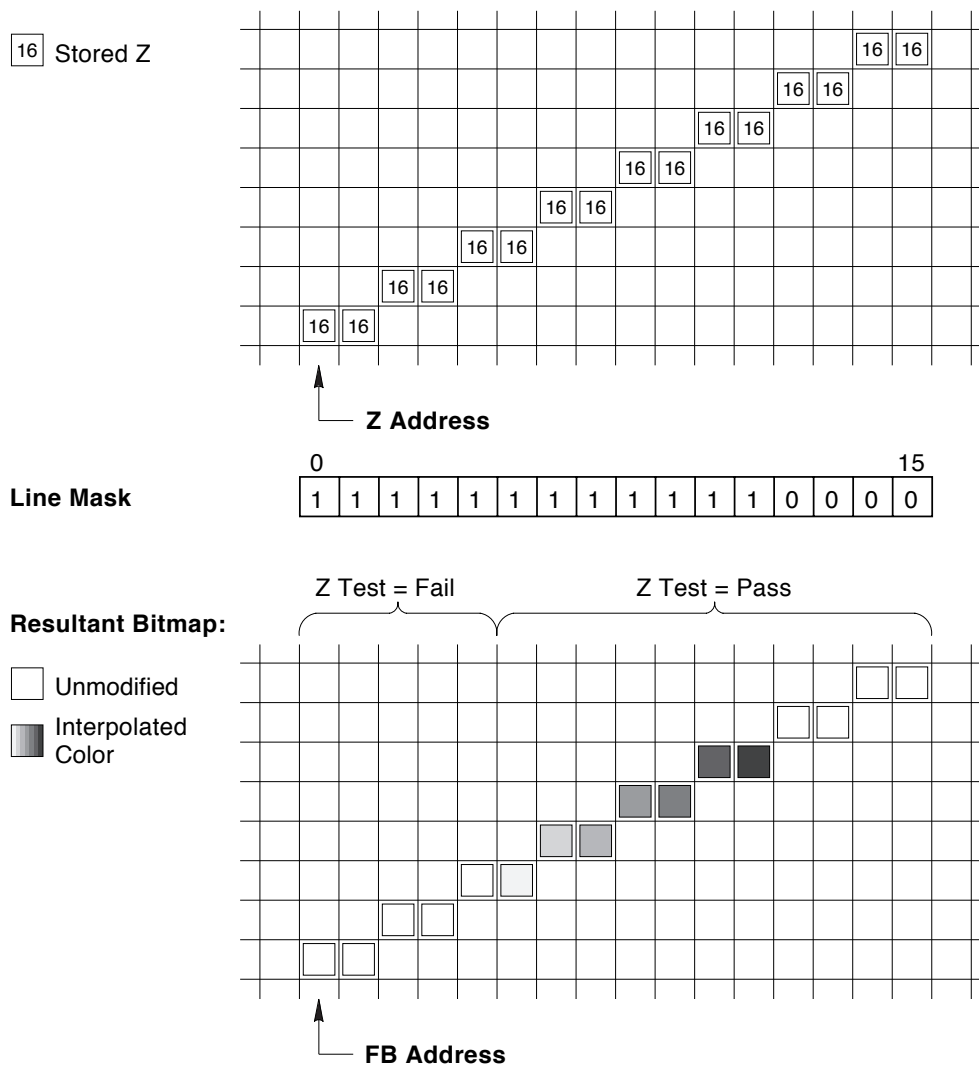 16 Stored Z
16 16
16 16
16 16
16 16
16 16
16 16
16 16
16 16
Z Address
0 15
Line Mask
1 1 1 1 1 1 1 1 1 1 1 1 0 0 0 0
Z Test = Fail Z Test = Pass
Resultant Bitmap:
Unmodified
Interpolated
Color
FB Address